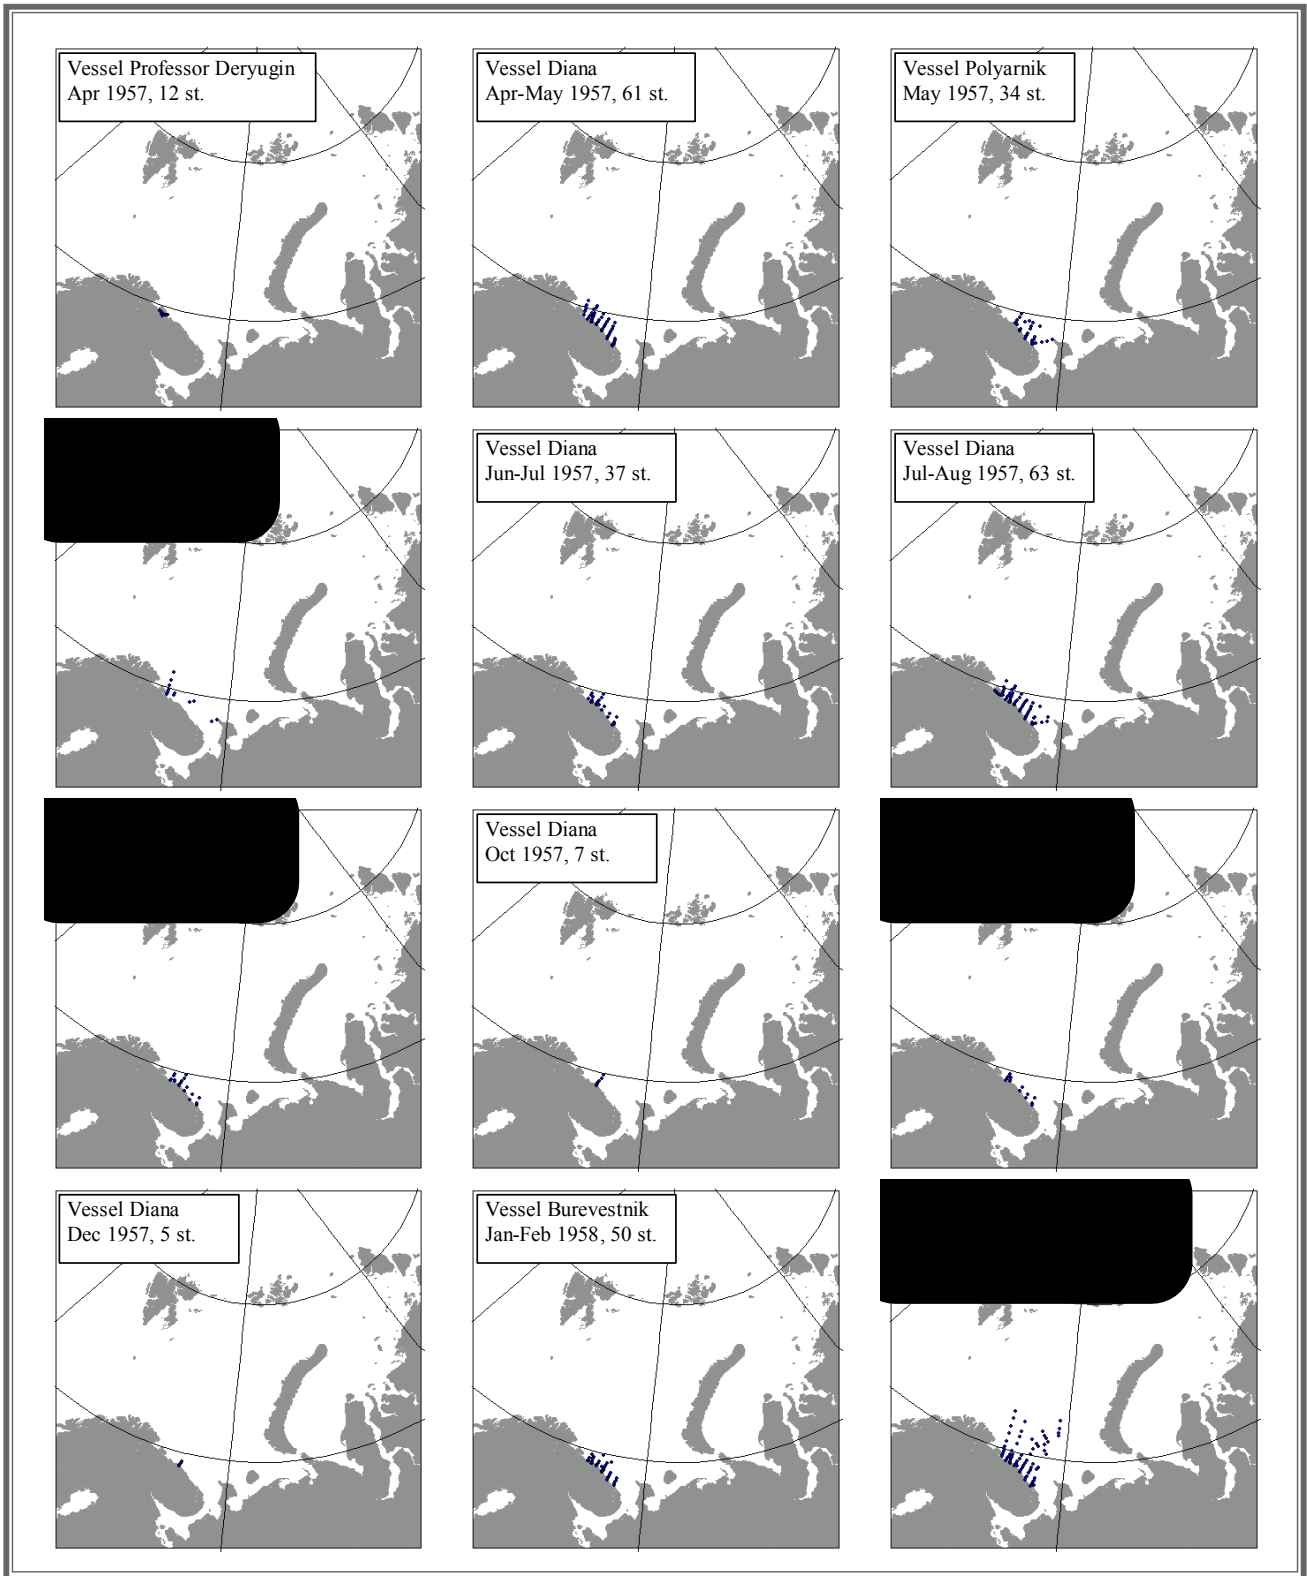 Vessel Professor Deryugin
Apr 1957, 12 st.
Vessel Diana
Apr-May 1957, 61 st.
Vessel Polyarnik
May 1957, 34 st.
Vessel Diana
Jun-Jul 1957, 37 st.
Vessel Diana
Jul-Aug 1957, 63 st.
Vessel Diana
Oct 1957, 7 st.
Vessel Diana
Dec 1957, 5 st.
Vessel Burevestnik
Jan-Feb 1958, 50 st.